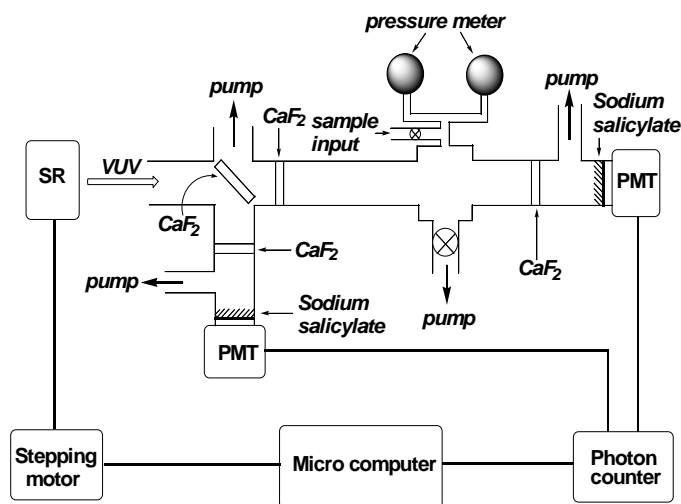 pressure meter
pump
pump
sample
input
CaF2
Sodium
salicylate
SR
VUV
PMT
CaF2
CaF2
CaF2
pump
Sodium
salicylate
pump
PMT
Stepping
motor
Micro computer
Photon
counter